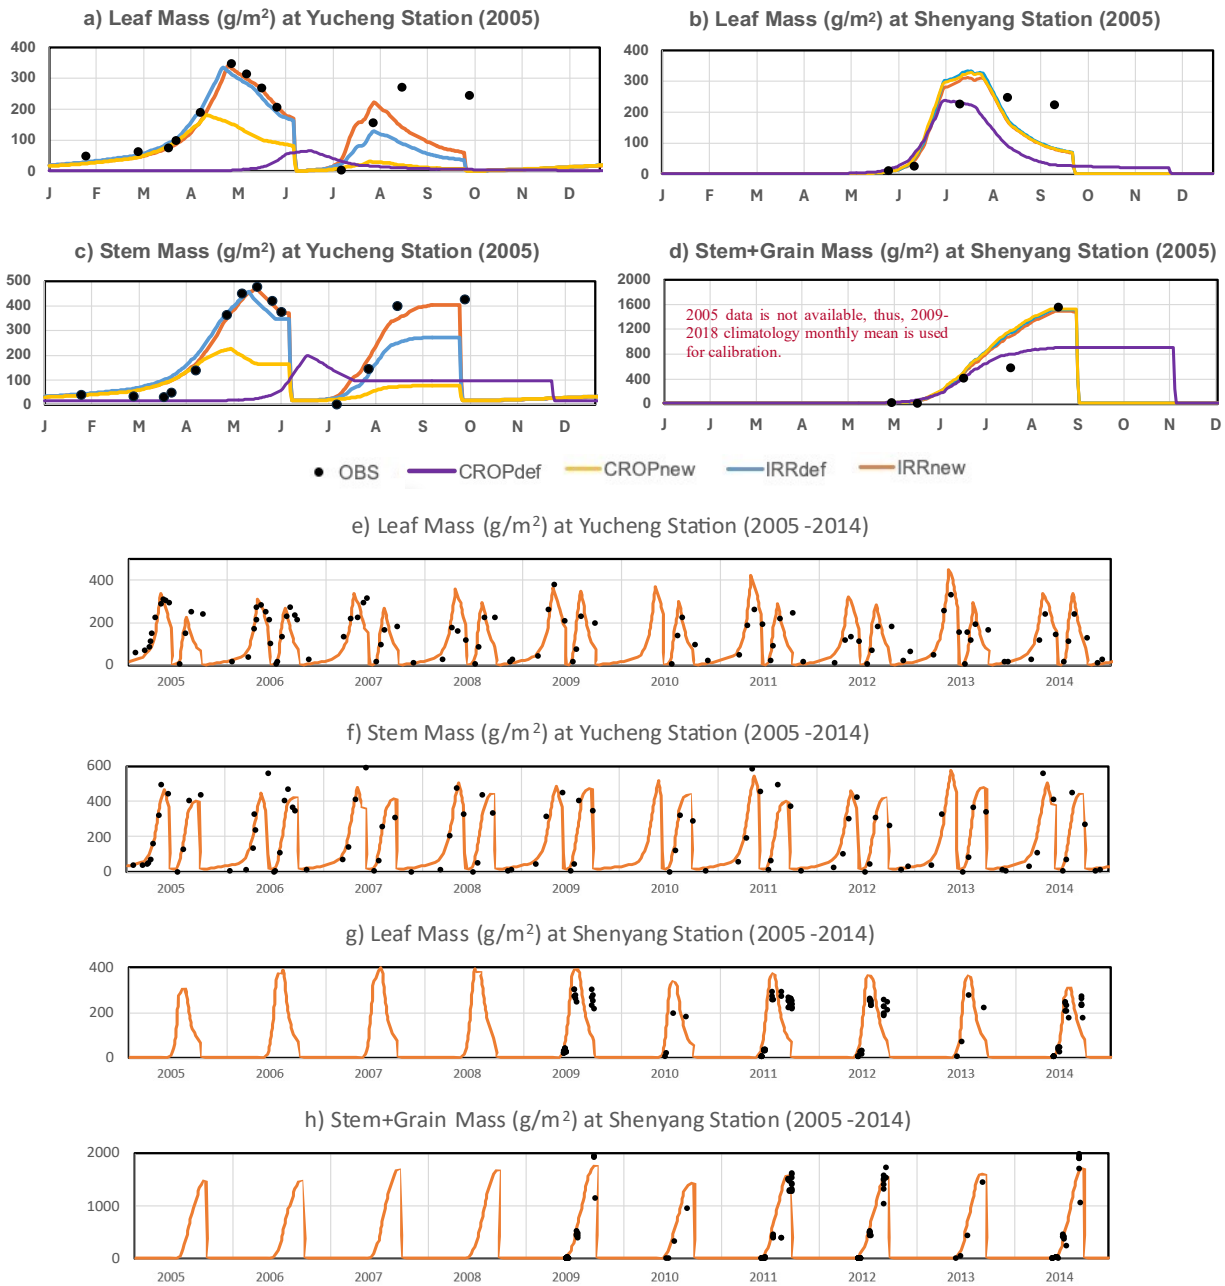 a) Leaf Mass (g/m²) at Yucheng Station (2005)
400
300
200
100
0
J F M A M J J A S O N D
b) Leaf Mass (g/m²) at Shenyang Station (2005)
400
300
200
100
0
J F M A M J J A S O N D
c) Stem Mass (g/m²) at Yucheng Station (2005)
500
400
300
200
100
0
J F M A M J J A S O N D
d) Stem+Grain Mass (g/m²) at Shenyang Station (2005)
2000
1600
1200
800
400
0
2005 data is not available, thus, 2009-
2018 climatology monthly mean is used
for calibration.
J J M A M J J A S O N D
OBS CROPdef CROPnew IRRdef IRRnew
e) Leaf Mass (g/m²) at Yucheng Station (2005 -2014)
400
200
0
2005 2006 2007 2008 2009 2010 2011 2012 2013 2014
f) Stem Mass (g/m²) at Yucheng Station (2005 -2014)
600
400
200
0
2005 2006 2007 2008 2009 2010 2011 2012 2013 2014
g) Leaf Mass (g/m²) at Shenyang Station (2005 -2014)
400
200
0
2005 2006 2007 2008 2009 2010 2011 2012 2013 2014
h) Stem+Grain Mass (g/m²) at Shenyang Station (2005 -2014)
2000
1000
0
2005 2006 2007 2008 2009 2010 2011 2012 2013 2014